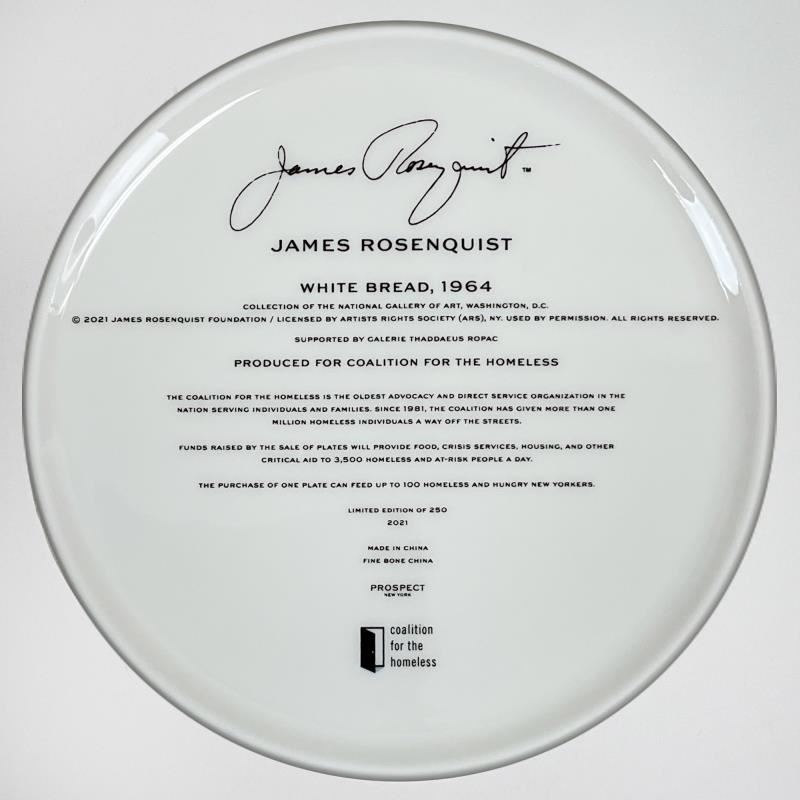 James Rosenquist ™
JAMES ROSENQUIST
WHITE BREAD, 1964
COLLECTION OF THE NATIONAL GALLERY OF ART, WASHINGTON, D.C.
© 2021 JAMES ROSENQUIST FOUNDATION / LICENSED BY ARTISTS RIGHTS SOCIETY (ARS), NY. USED BY PERMISSION. ALL RIGHTS RESERVED.
SUPPORTED BY GALERIE THADDAEUS ROPAC
PRODUCED FOR COALITION FOR THE HOMELESS
THE COALITION FOR THE HOMELESS IS THE OLDEST ADVOCACY AND DIRECT SERVICE ORGANIZATION IN THE
NATION SERVING INDIVIDUALS AND FAMILIES. SINCE 1981, THE COALITION HAS GIVEN MORE THAN ONE
MILLION HOMELESS INDIVIDUALS A WAY OFF THE STREETS.
FUNDS RAISED BY THE SALE OF PLATES WILL PROVIDE FOOD, CRISIS SERVICES, HOUSING, AND OTHER
CRITICAL AID TO 3,500 HOMELESS AND AT-RISK PEOPLE A DAY.
THE PURCHASE OF ONE PLATE CAN FEED UP TO 100 HOMELESS AND HUNGRY NEW YORKERS.
LIMITED EDITION OF 250
2021
MADE IN CHINA
FINE BONE CHINA
PROSPECT
NEW YORK
coalition
for the
homeless